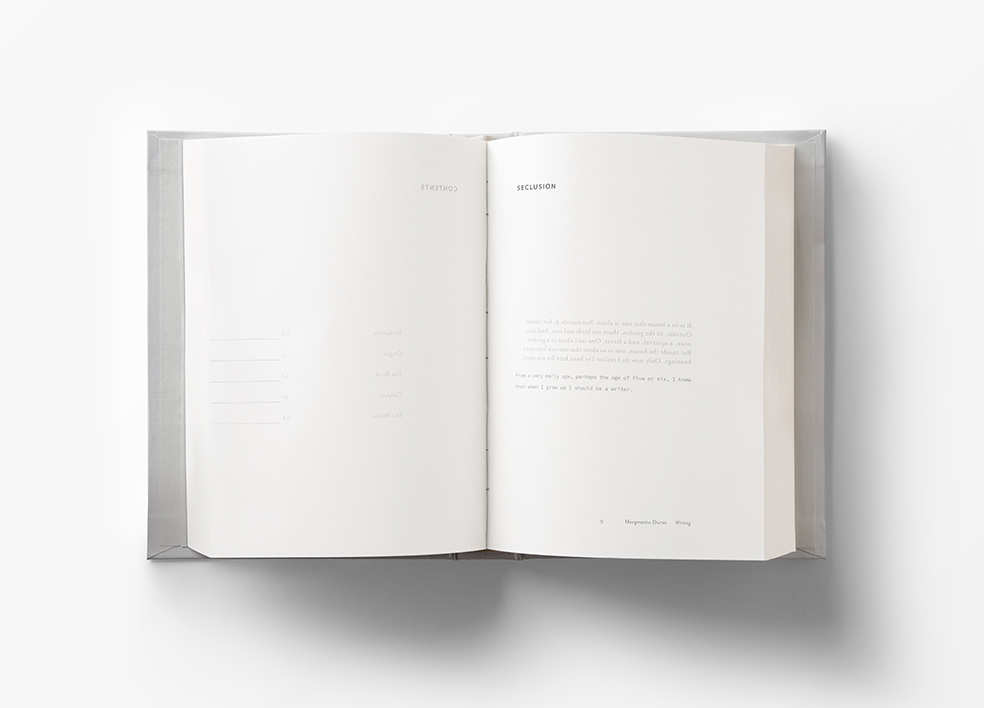 CONTENTS
Seclusion
Origin
The Room
Catalyst
SECLUSION
It is in a house that one is alone. Not outside it, but inside.
Outside, in the garden, there are birds and cats. And also,
once, a squirrel, and a ferret. One isn't alone in a garden.
But inside the house, one is so alone that one can lose one's
bearings. Only now do I realize I've been here for ten years.
From a very early age, perhaps the age of five or six, I knew
that when I grew up I should be a writer.
9 Marguerite Duras Writing